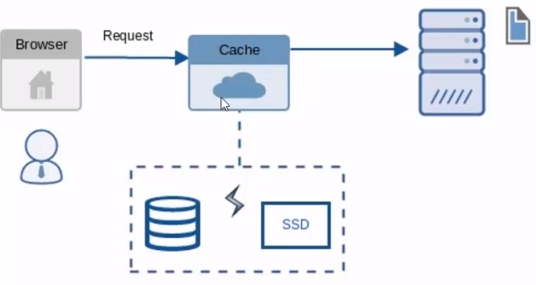 Browser
Request
Cache
SSD